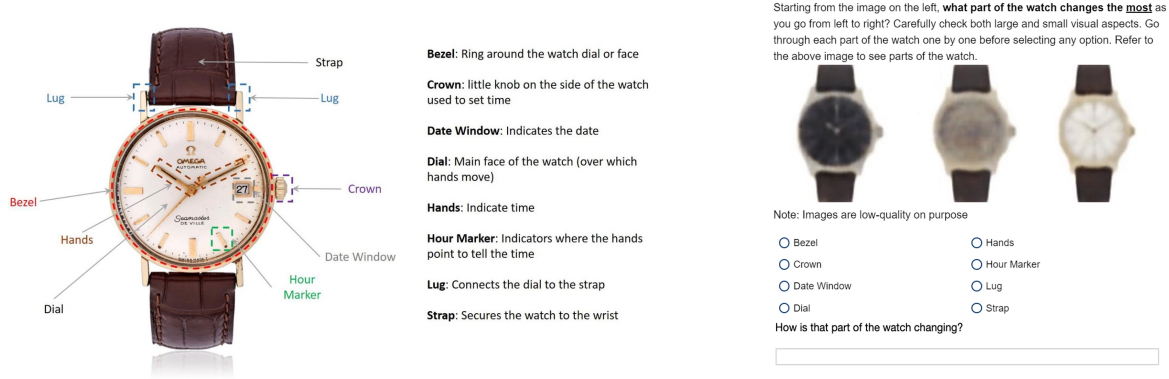 Strap
Lug
Lug
OMEGA
AUTOMATIC
27
Crown
Bezel
Seamaster
DE VILLE
Hands
Date Window
Hour
Marker
Dial
Bezel: Ring around the watch dial or face
Crown: little knob on the side of the watch
used to set time
Date Window: Indicates the date
Dial: Main face of the watch (over which
hands move)
Hands: Indicate time
Hour Marker: Indicators where the hands
point to tell the time
Lug: Connects the dial to the strap
Strap: Secures the watch to the wrist
Starting from the image on the left, what part of the watch changes the most as
you go from left to right? Carefully check both large and small visual aspects. Go
through each part of the watch one by one before selecting any option. Refer to
the above image to see parts of the watch.
Note: Images are low-quality on purpose
Bezel
Crown
Date Window
Dial
Hands
Hour Marker
Lug
Strap
How is that part of the watch changing?